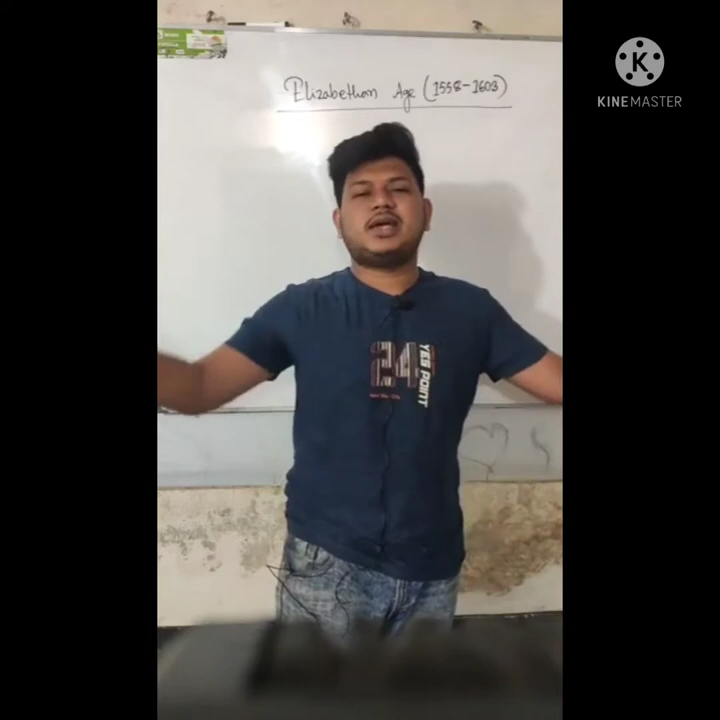 Elizabethan Age (1558-1603)
K
KINEMASTER
24
YES POINT